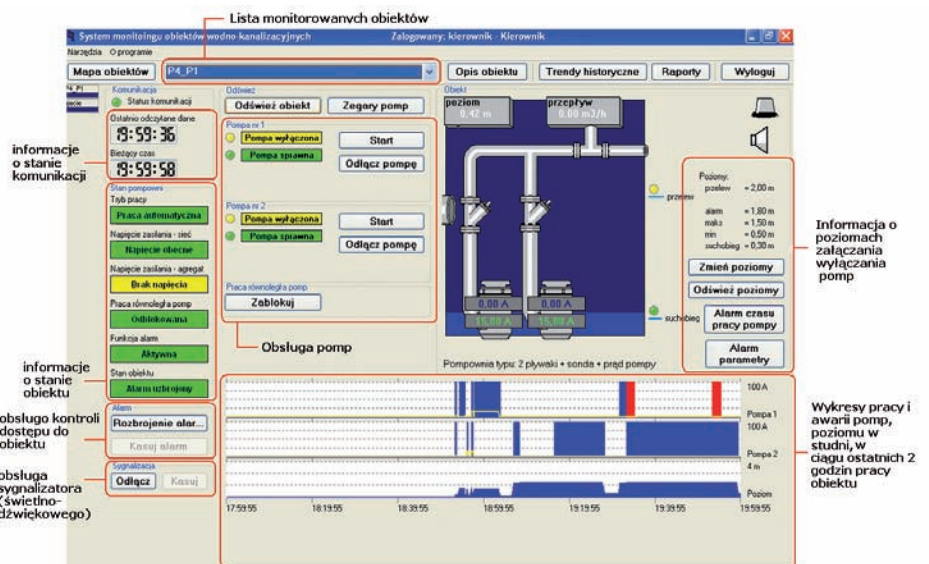 Lista monitorowanych obiektów
System monitoingu obiektów wodno-kanalizacyjnych
Zalogowany: kierownik - Kierownik
Narzędzia O programie
Mapa obiektów
P4_P1
Opis obiektu
Trendy historyczne
Raporty
Wyloguj
Komunikacja
Status komunikacji
Ostatnio odczytane dane
19:59:36
Bieżący czas
19:59:58
informacje
o stanie
komunikacji
Stan pompowni
Tryb pracy
Praca automatyczna
Napięcie zasilania - sieć
Napięcie obecne
Napięcie zasilania - agregat
Brak napięcia
Praca równoległa pomp
Odblokowana
Funkcja alarm
Aktywna
Stan obiektu
Alarm uzbrojony
informacje
o stanie
obiektu
Alarm
Rozbrojenie alar...
Kasuj alarm
obsługo kontroli
dostępu do
obiektu
Sygnalizacja
Odłącz
Kasuj
obsługa
sygnalizatora
(świetlno-
dźwiękowego)
Odśwież
Odśwież obiekt
Zegary pomp
Pompa nr 1
Pompa wyłączona
Start
Pompa sprawna
Odłącz pompę
Pompa nr 2
Pompa wyłączona
Start
Pompa sprawna
Odłącz pompę
Praca równoległa pomp
Zablokuj
Obsługa pomp
Obiekt
poziom
0.42 m
przepływ
0.00 m3/h
przelew
suchobieg
0,00 A
0,00 A
15,00 A
15,00 A
Pompownia typu: 2 pływaki + sonda + prąd pompy
Poziomy:
przelew = 2,00 m
alarm = 1,80 m
maks = 1,50 m
min = 0,50 m
suchobieg = 0,30 m
Zmień poziomy
Odśwież poziomy
Alarm czasu
pracy pompy
Alarm
parametry
Informacja o
poziomach
załączania
wyłączania
pomp
100 A
Pompa 1
100 A
Pompa 2
4 m
Poziom
17:59:55
18:19:55
18:39:55
18:59:55
19:19:55
19:39:55
19:59:55
Wykresy pracy i
awarii pomp,
poziomu w
studni, w
ciągu ostatnich 2
godzin pracy
obiektu